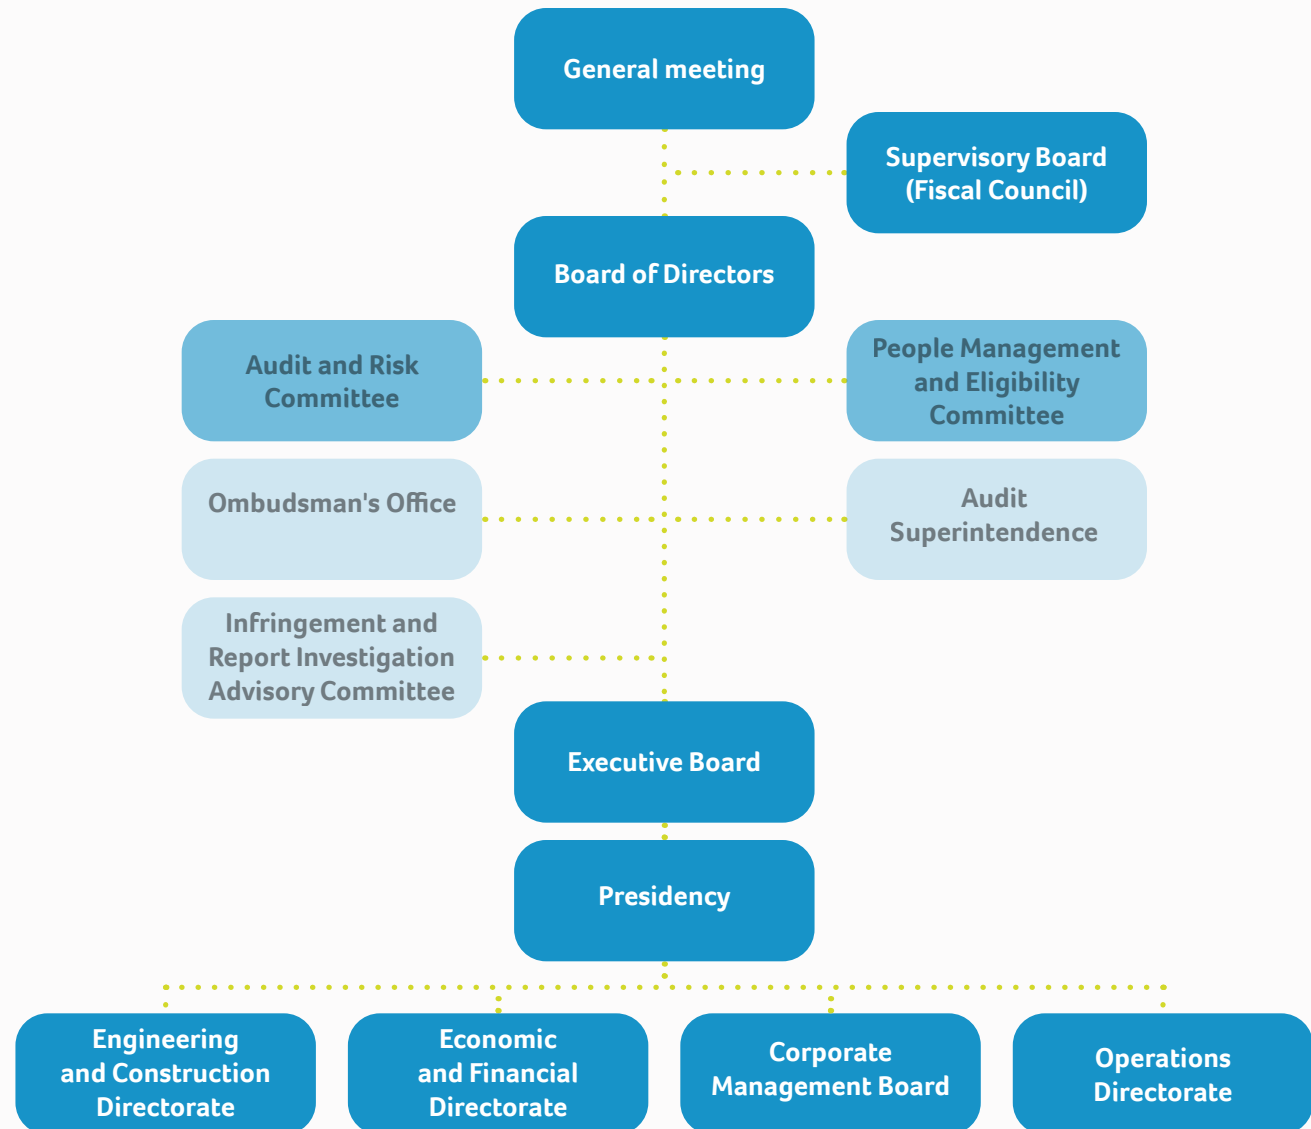 General meeting
Supervisory Board
(Fiscal Council)
Board of Directors
Audit and Risk
Committee
People Management
and Eligibility
Committee
Ombudsman's Office
Audit
Superintendence
Infringement and
Report Investigation
Advisory Committee
Executive Board
Presidency
Engineering
and Construction
Directorate
Economic
and Financial
Directorate
Corporate
Management Board
Operations
Directorate